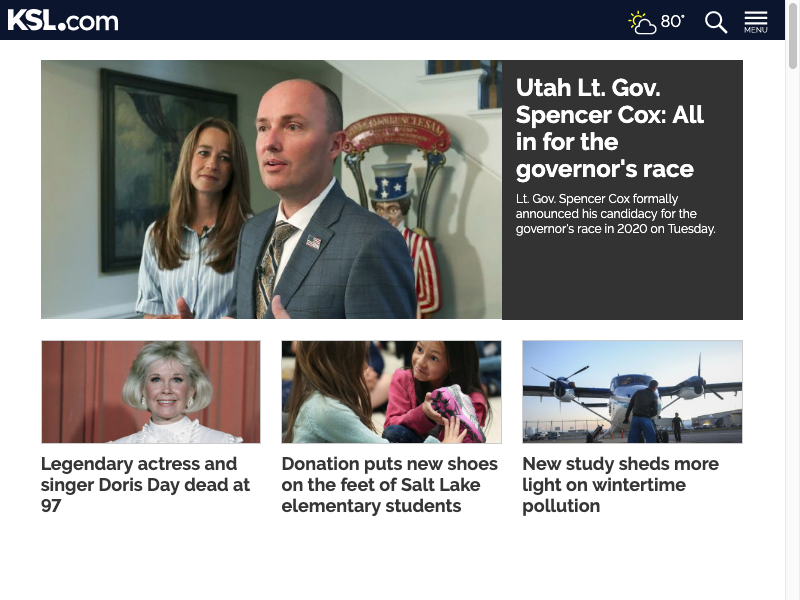 KSL.com
80°
MENU
Utah Lt. Gov.
Spencer Cox: All
in for the
governor's race
Lt. Gov. Spencer Cox formally
announced his candidacy for the
governor's race in 2020 on Tuesday.
Legendary actress and
singer Doris Day dead at
97
Donation puts new shoes
on the feet of Salt Lake
elementary students
New study sheds more
light on wintertime
pollution